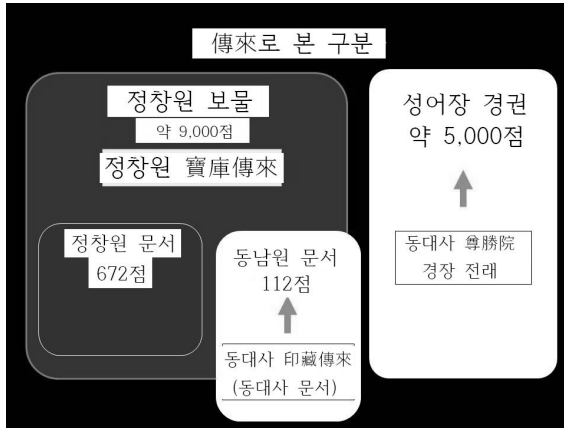 傳來로 본 구분
정창원 보물
약 9,000점
정창원 寶庫傳來
정창원 문서
672점
동남원 문서
112점
동대사 印藏傳來
(동대사 문서)
성어장 경권
약 5,000점
동대사 尊勝院
경장 전래